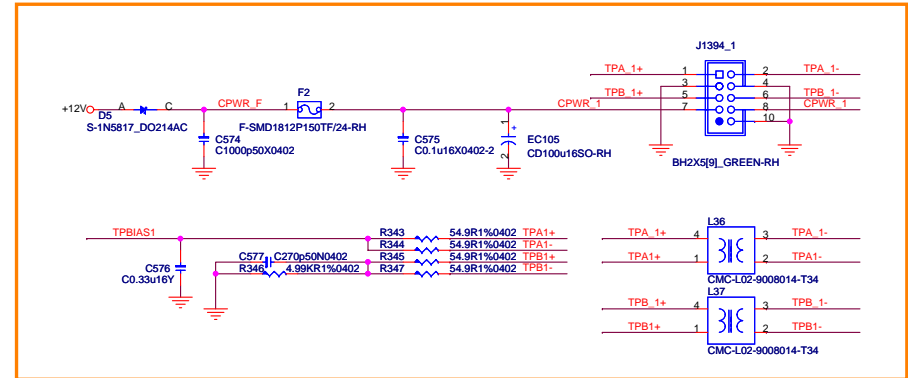 J1394_1
TPA_1+ 1 2 TPA_1-
3 4
TPB_1+ 5 6 TPB_1-
CPWR_1 7 8 CPWR_1
10
BH2X5[9]_GREEN-RH
+12V A C CPWR_F 1 F2 2
D5
S-1N5817_DO214AC
F-SMD1812P150TF/24-RH
C574
C1000p50X0402
C575
C0.1u16X0402-2
1 +
EC105
2 CD100u16SO-RH
TPBIAS1
R343 54.9R1%0402 TPA1+
R344 54.9R1%0402 TPA1-
C577 C270p50N0402 R345 54.9R1%0402 TPB1+
R346 4.99KR1%0402 R347 54.9R1%0402 TPB1-
C576
C0.33u16Y
L36
TPA_1+ 4 3 TPA_1-
TPA1+ 1 2 TPA1-
CMC-L02-9008014-T34
L37
TPB_1+ 4 3 TPB_1-
TPB1+ 1 2 TPB1-
CMC-L02-9008014-T34